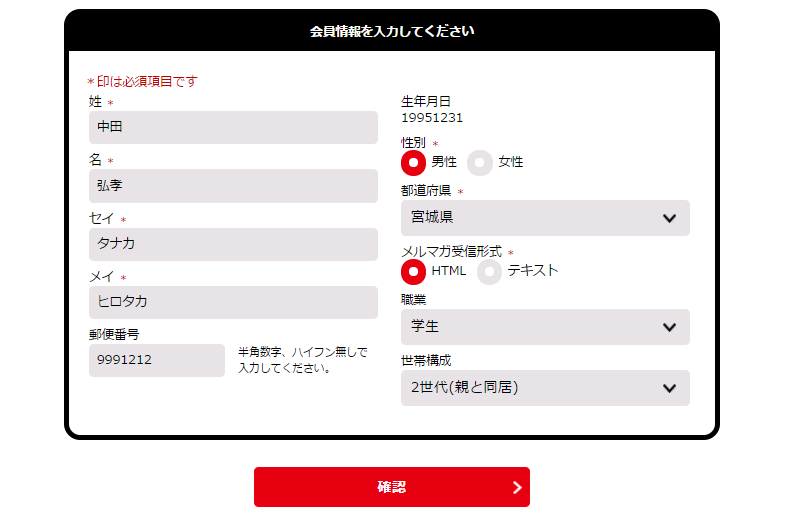 会員情報を入力してください
*印は必須項目です
姓 *
中田
名 *
弘孝
セイ *
タナカ
メイ *
ヒロタカ
郵便番号
9991212
半角数字、ハイフン無しで
入力してください。
生年月日
19951231
性別 *
男性 女性
都道府県 *
宮城県
メルマガ受信形式 *
HTML テキスト
職業
学生
世帯構成
2世代(親と同居)
確認